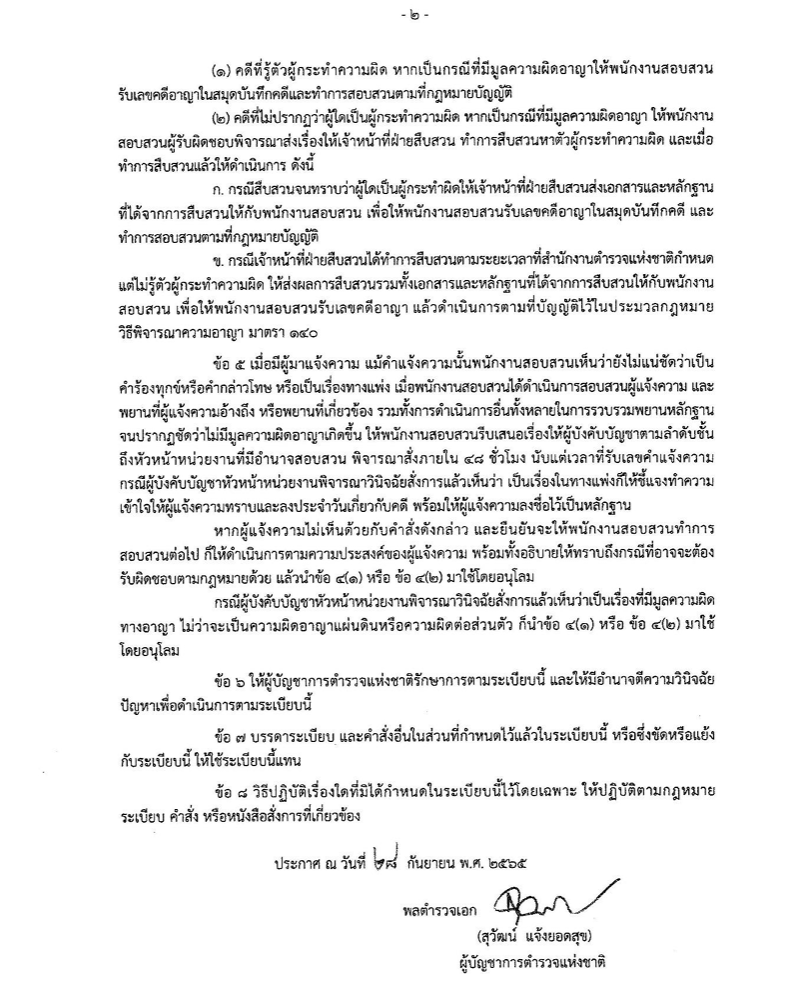 - ๒ -
(๑) คดีที่รู้ตัวผู้กระทำความผิด หากเป็นกรณีที่มีมูลความผิดอาญาให้พนักงานสอบสวน
รับเลขคดีอาญาในสมุดบันทึกคดีและทำการสอบสวนตามที่กฎหมายบัญญัติ
(๒) คดีที่ไม่ปรากฏว่าผู้ใดเป็นผู้กระทำความผิด หากเป็นกรณีที่มีมูลความผิดอาญา ให้พนักงาน
สอบสวนผู้รับผิดชอบพิจารณาส่งเรื่องให้เจ้าหน้าที่ฝ่ายสืบสวน ทำการสืบสวนหาตัวผู้กระทำความผิด และเมื่อ
ทำการสืบสวนแล้วให้ดำเนินการ ดังนี้
ก. กรณีสืบสวนจนทราบว่าผู้ใดเป็นผู้กระทำผิดให้เจ้าหน้าที่ฝ่ายสืบสวนส่งเอกสารและหลักฐาน
ที่ได้จากการสืบสวนให้กับพนักงานสอบสวน เพื่อให้พนักงานสอบสวนรับเลขคดีอาญาในสมุดบันทึกคดี และ
ทำการสอบสวนตามที่กฎหมายบัญญัติ
ข. กรณีเจ้าหน้าที่ฝ่ายสืบสวนได้ทำการสืบสวนตามระยะเวลาที่สำนักงานตำรวจแห่งชาติกำหนด
แต่ไม่รู้ตัวผู้กระทำความผิด ให้ส่งผลการสืบสวนรวมทั้งเอกสารและหลักฐานที่ได้จากการสืบสวนให้กับพนักงาน
สอบสวน เพื่อให้พนักงานสอบสวนรับเลขคดีอาญา แล้วดำเนินการตามที่บัญญัติไว้ในประมวลกฎหมาย
วิธีพิจารณาความอาญา มาตรา ๑๔๐
ข้อ ๕ เมื่อมีผู้มาแจ้งความ แม้คำแจ้งความนั้นพนักงานสอบสวนเห็นว่ายังไม่แน่ชัดว่าเป็น
คำร้องทุกข์หรือคำกล่าวโทษ หรือเป็นเรื่องทางแพ่ง เมื่อพนักงานสอบสวนได้ดำเนินการสอบสวนผู้แจ้งความ และ
พยานที่ผู้แจ้งความอ้างถึง หรือพยานที่เกี่ยวข้อง รวมทั้งการดำเนินการอื่นทั้งหลายในการรวบรวมพยานหลักฐาน
จนปรากฏชัดว่าไม่มีมูลความผิดอาญาเกิดขึ้น ให้พนักงานสอบสวนรีบเสนอเรื่องให้ผู้บังคับบัญชาตามลำดับชั้น
ถึงหัวหน้าหน่วยงานที่มีอำนาจสอบสวน พิจารณาสั่งภายใน ๔๘ ชั่วโมง นับแต่เวลาที่รับเลขคำแจ้งความ
กรณีผู้บังคับบัญชาหัวหน้าหน่วยงานพิจารณาวินิจฉัยสั่งการแล้วเห็นว่า เป็นเรื่องในทางแพ่งก็ให้ชี้แจงทำความ
เข้าใจให้ผู้แจ้งความทราบและลงประจำวันเกี่ยวกับคดี พร้อมให้ผู้แจ้งความลงชื่อไว้เป็นหลักฐาน
หากผู้แจ้งความไม่เห็นด้วยกับคำสั่งดังกล่าว และยืนยันจะให้พนักงานสอบสวนทำการ
สอบสวนต่อไป ก็ให้ดำเนินการตามความประสงค์ของผู้แจ้งความ พร้อมทั้งอธิบายให้ทราบถึงกรณีที่อาจจะต้อง
รับผิดชอบตามกฎหมายด้วย แล้วนำข้อ ๔(๑) หรือ ข้อ ๔(๒) มาใช้โดยอนุโลม
กรณีผู้บังคับบัญชาหัวหน้าหน่วยงานพิจารณาวินิจฉัยสั่งการแล้วเห็นว่าเป็นเรื่องที่มีมูลความผิด
ทางอาญา ไม่ว่าจะเป็นความผิดอาญาแผ่นดินหรือความผิดต่อส่วนตัว ก็นำข้อ ๔(๑) หรือ ข้อ ๔(๒) มาใช้
โดยอนุโลม
ข้อ ๖ ให้ผู้บัญชาการตำรวจแห่งชาติรักษาการตามระเบียบนี้ และให้มีอำนาจตีความวินิจฉัย
ปัญหาเพื่อดำเนินการตามระเบียบนี้
ข้อ ๗ บรรดาระเบียบ และคำสั่งอื่นในส่วนที่กำหนดไว้แล้วในระเบียบนี้ หรือซึ่งขัดหรือแย้ง
กับระเบียบนี้ ให้ใช้ระเบียบนี้แทน
ข้อ ๘ วิธีปฏิบัติเรื่องใดที่มิได้กำหนดในระเบียบนี้ไว้โดยเฉพาะ ให้ปฏิบัติตามกฎหมาย
ระเบียบ คำสั่ง หรือหนังสือสั่งการที่เกี่ยวข้อง
ประกาศ ณ วันที่ ๒๘ กันยายน พ.ศ. ๒๕๖๕
พลตำรวจเอก
(สุวัฒน์ แจ้งยอดสุข)
ผู้บัญชาการตำรวจแห่งชาติ